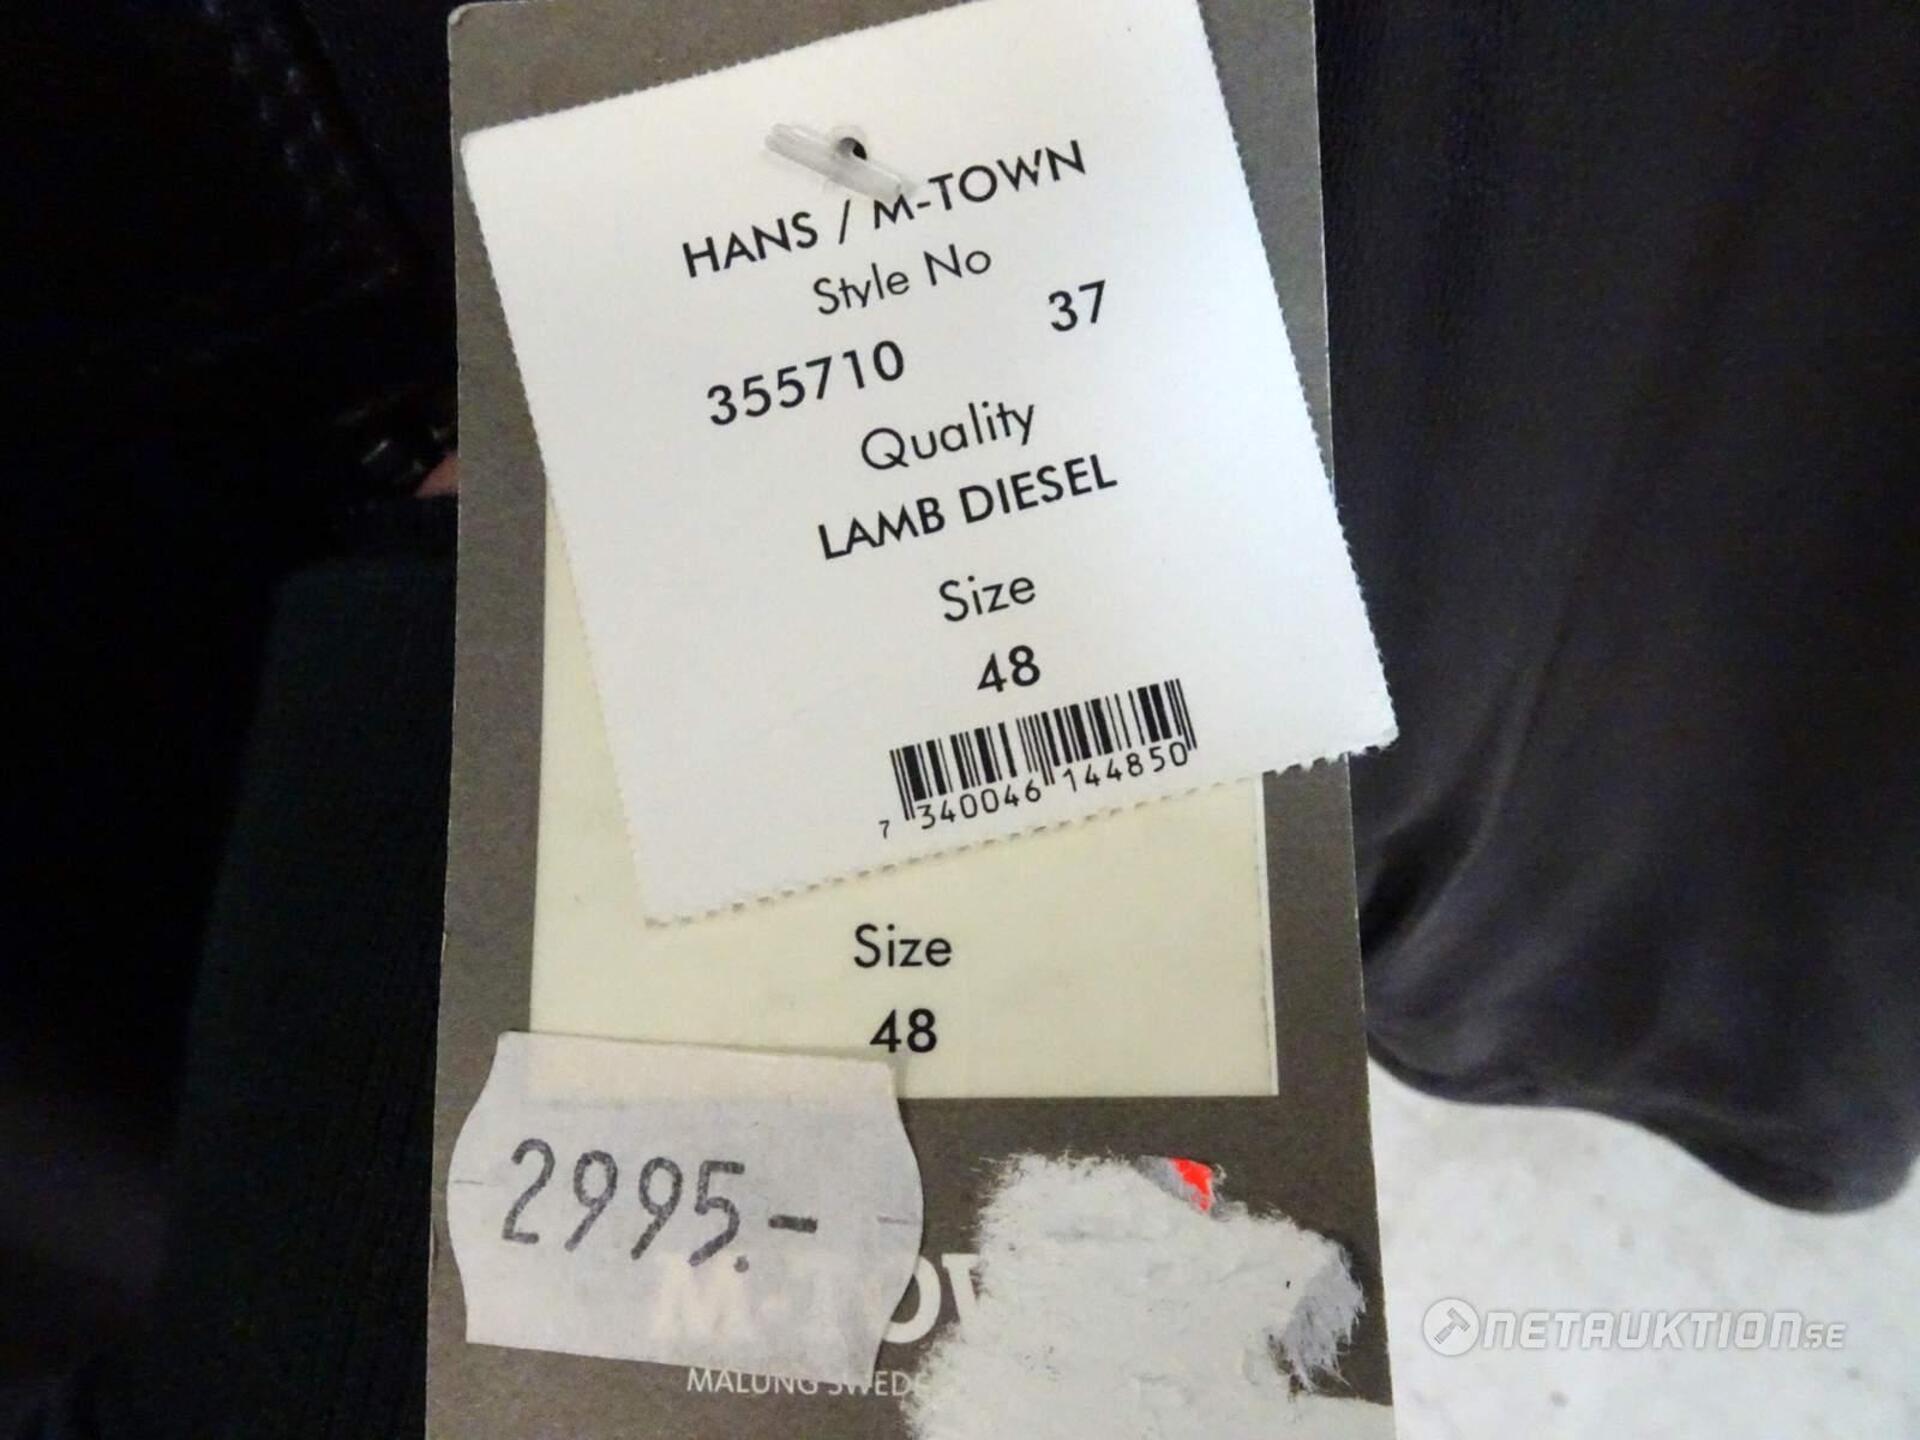 HANS / M-TOWN
Style No
355710 37
Quality
LAMB DIESEL
Size
48
7 340046 144850
Size
48
2995.-
MALUNG
NETAUKTION.SE